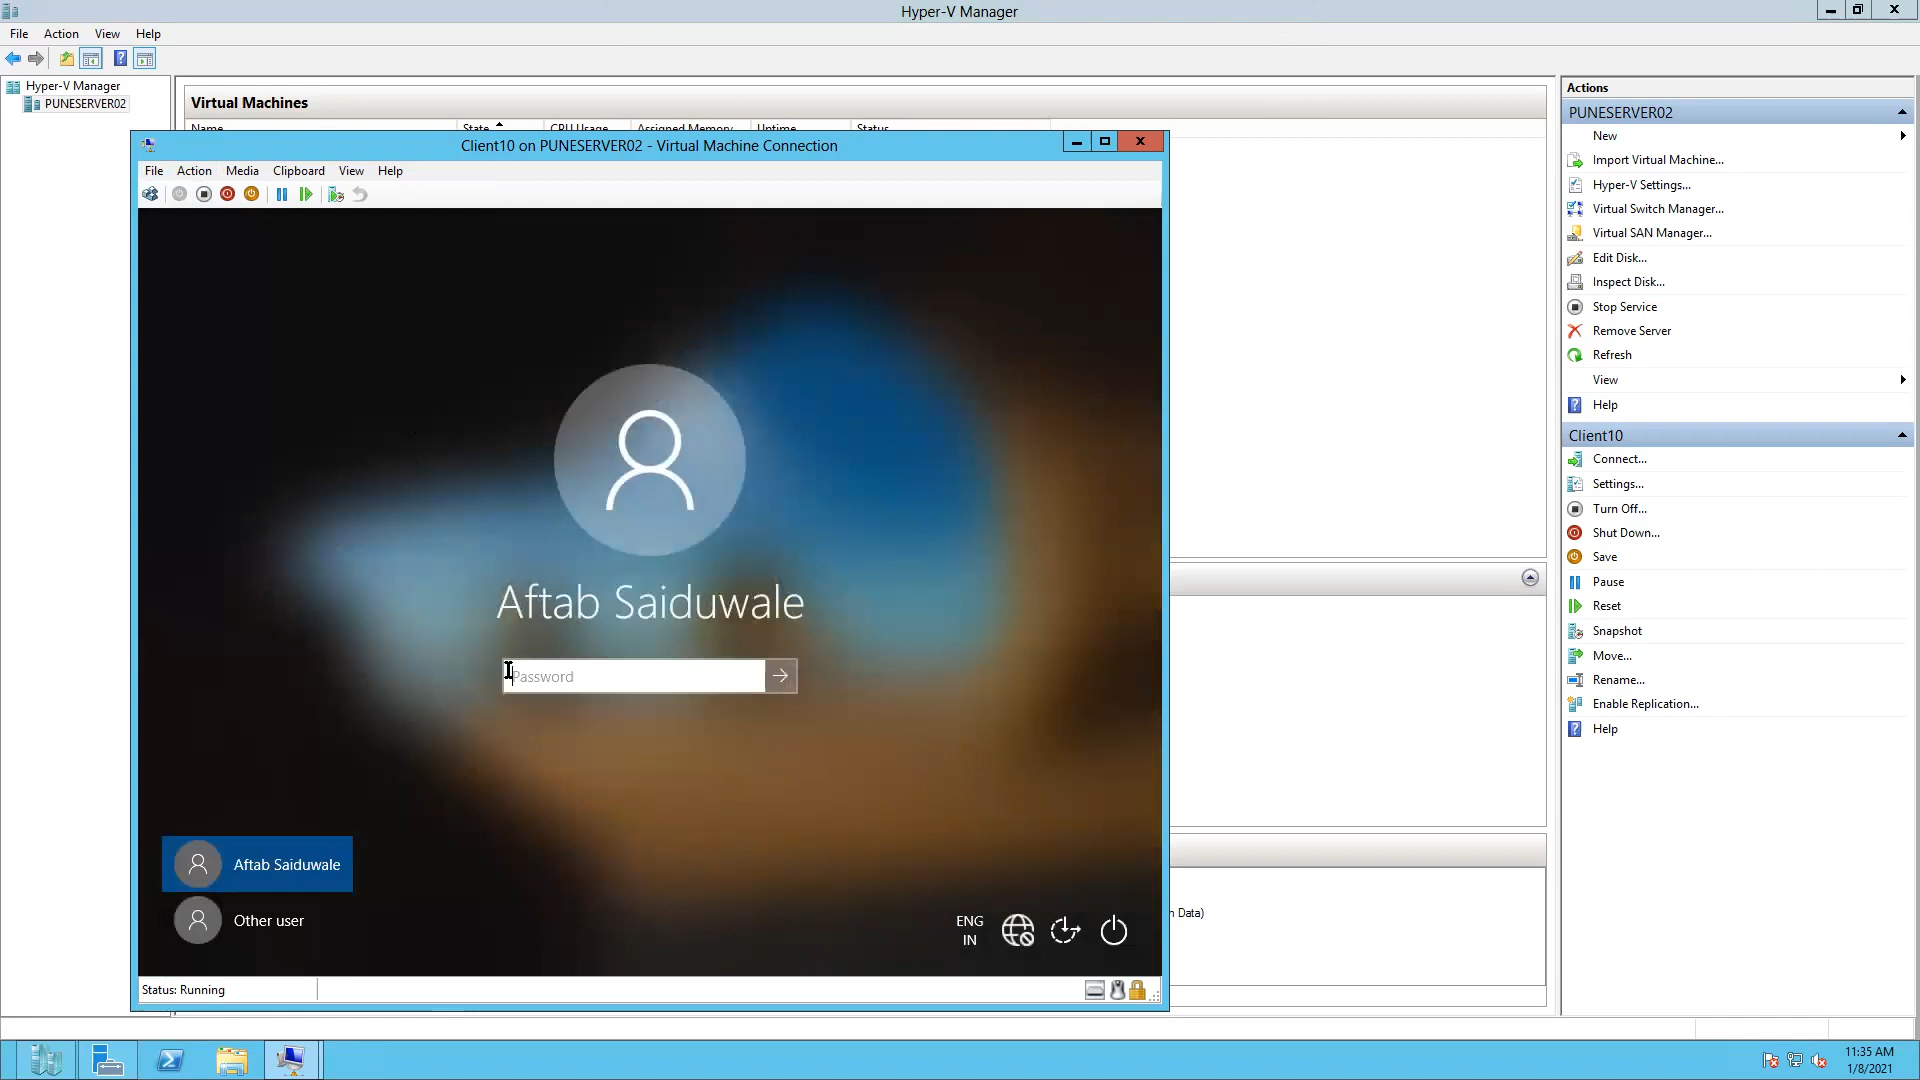 Hyper-V Manager
File Action View Help
Hyper-V Manager
PUNESERVER02
Virtual Machines
Name State CPU Usage Assigned Memory Uptime Status
Client10 on PUNESERVER02 - Virtual Machine Connection
File Action Media Clipboard View Help
Aftab Saiduwale
Password
Aftab Saiduwale
Other user
ENG
IN
Status: Running
n Data)
Actions
PUNESERVER02
New
Import Virtual Machine...
Hyper-V Settings...
Virtual Switch Manager...
Virtual SAN Manager...
Edit Disk...
Inspect Disk...
Stop Service
Remove Server
Refresh
View
Help
Client10
Connect...
Settings...
Turn Off...
Shut Down...
Save
Pause
Reset
Snapshot
Move...
Rename...
Enable Replication...
Help
11:35 AM
1/8/2021